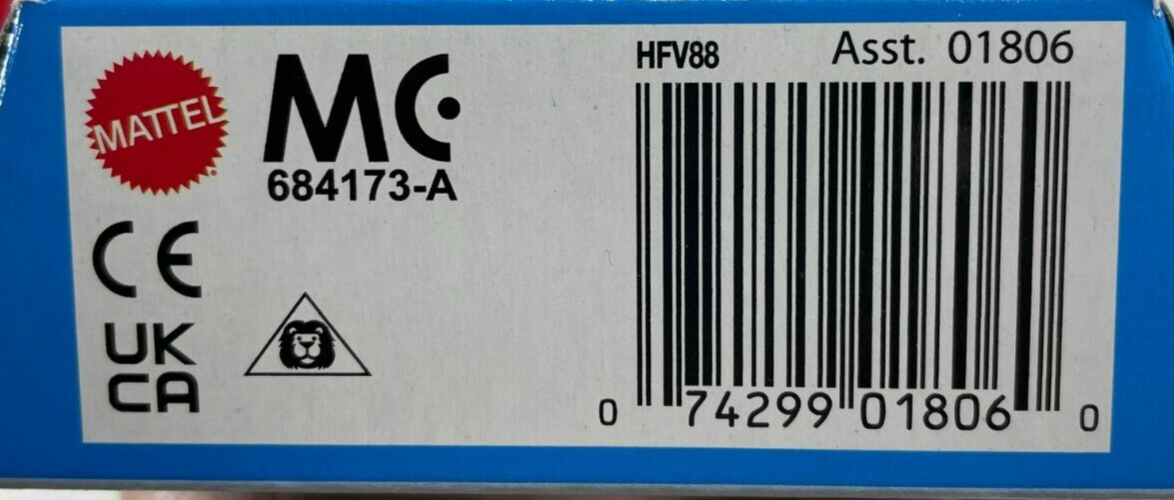 MATTEL
MC
684173-A
CE
UK
CA
HFV88
Asst. 01806
0 74299 01806 0